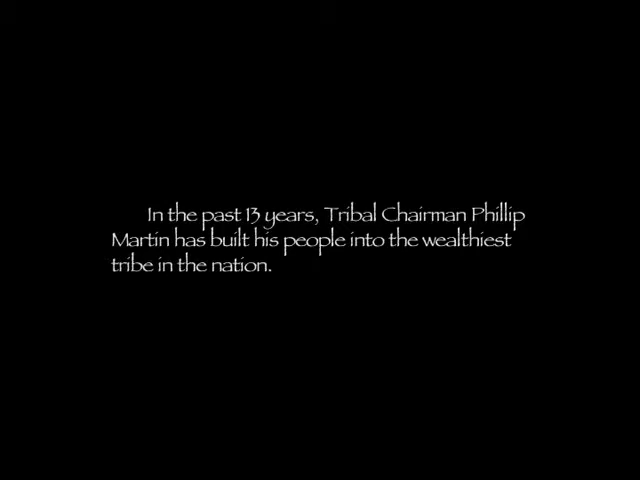 In the past 13 years, Tribal Chairman Phillip
Martin has built his people into the wealthiest
tribe in the nation.